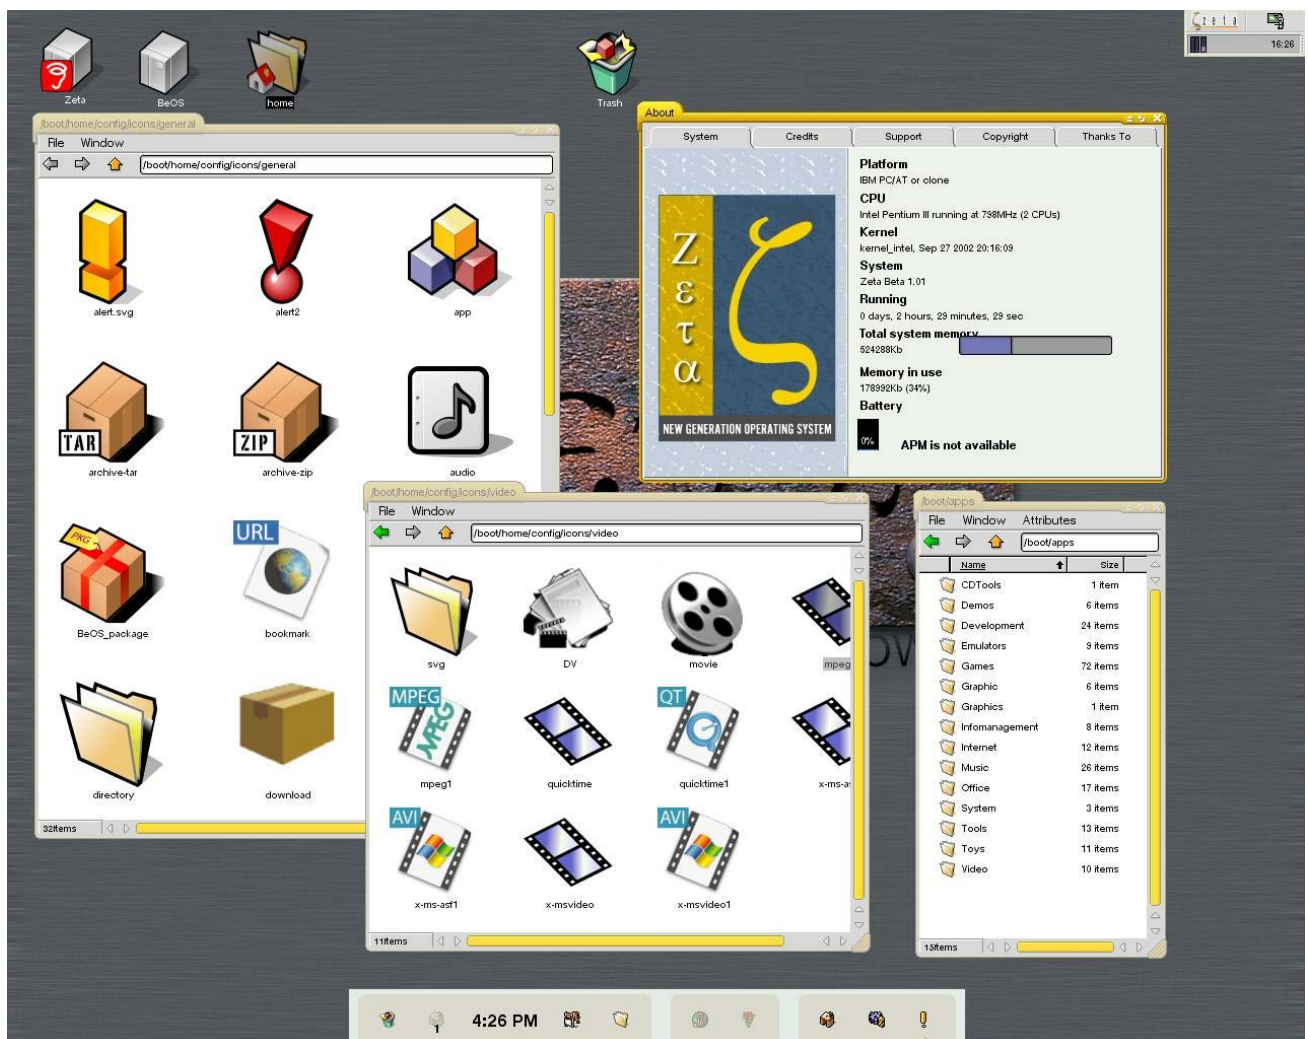 zeta
16:26
Zeta
BeOS
home
Trash
/boot/home/config/icons/general
File Window
/boot/home/config/icons/general
alert.svg
alert2
app
TAR
archive-tar
ZIP
archive-zip
audio
PKG
BeOS_package
URL
bookmark
directory
download
32items
About
System Credits Support Copyright Thanks To
Ζετα
NEW GENERATION OPERATING SYSTEM
Platform
IBM PC/AT or clone
CPU
Intel Pentium III running at 798MHz (2 CPUs)
Kernel
kernel_intel, Sep 27 2002 20:16:09
System
Zeta Beta 1.01
Running
0 days, 2 hours, 29 minutes, 29 sec
Total system memory
524288Kb
Memory in use
178992Kb (34%)
Battery
0%
APM is not available
/boot/home/config/icons/video
File Window
/boot/home/config/icons/video
svg
DV
movie
mpeg
MPEG
MPEG
mpeg1
quicktime
QT
quicktime1
x-ms-a
AVI
x-ms-asf1
x-msvideo
AVI
x-msvideo1
11items
/boot/apps
File Window Attributes
/boot/apps
Name Size
CDTools 1 item
Demos 6 items
Development 24 items
Emulators 9 items
Games 72 items
Graphic 6 items
Graphics 1 item
Infomanagement 8 items
Internet 12 items
Music 26 items
Office 17 items
System 3 items
Tools 13 items
Toys 11 items
Video 10 items
15items
1
4:26 PM